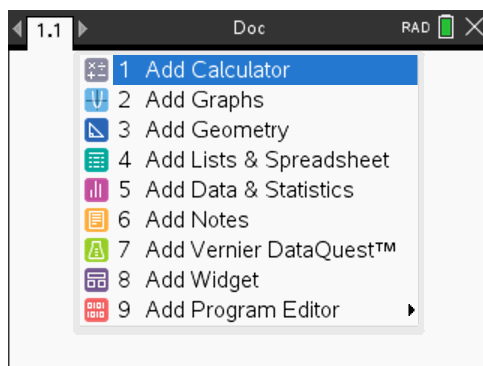 1.1 Doc RAD
1 Add Calculator
2 Add Graphs
3 Add Geometry
4 Add Lists & Spreadsheet
5 Add Data & Statistics
6 Add Notes
7 Add Vernier DataQuest™
8 Add Widget
9 Add Program Editor